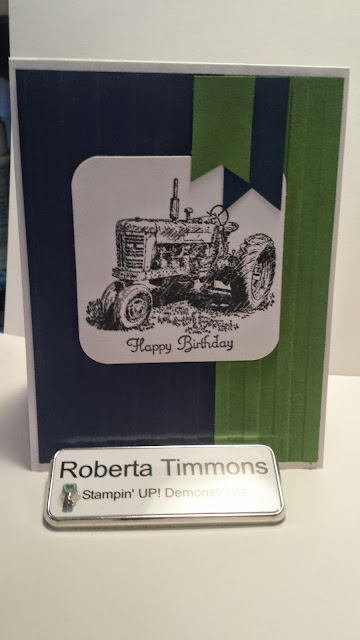 Happy Birthday
Roberta Timmons
Stampin' UP! Demonstrator